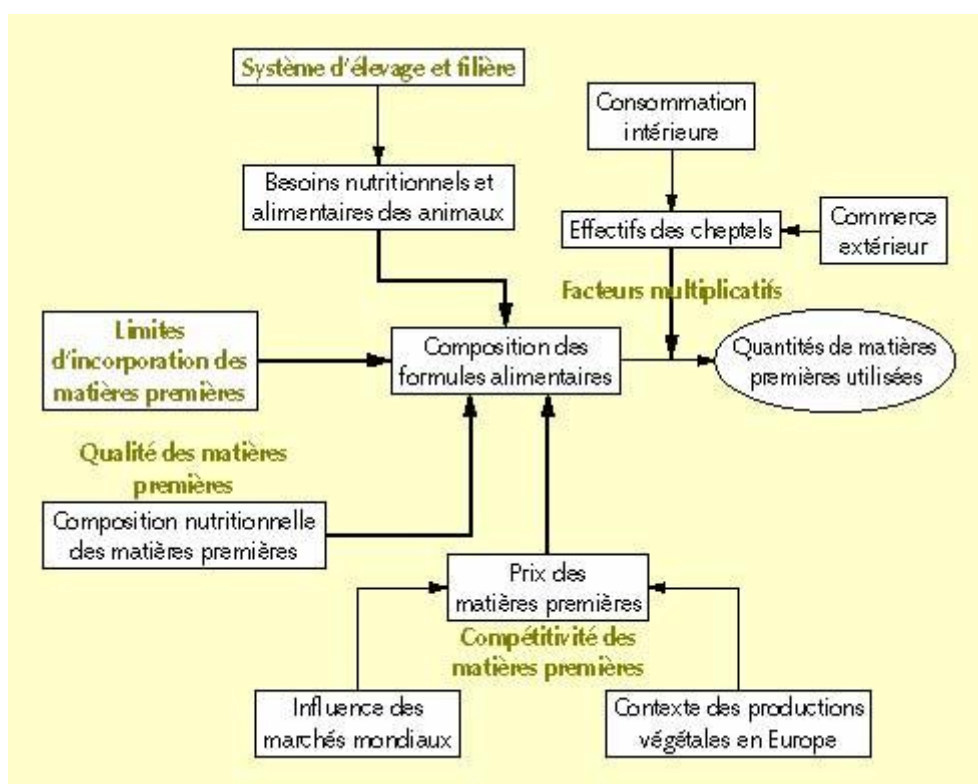 Système d'élevage et filière
Consommation
intérieure
Besoins nutritionnels et
alimentaires des animaux
Effectifs des cheptels
Commerce
extérieur
Facteurs multiplicatifs
Limites
d'incorporation des
matières premières
Composition des
formules alimentaires
Quantités de matières
premières utilisées
Qualité des matières
premières
Composition nutritionnelle
des matières premières
Prix des
matières premières
Compétitivité des
matières premières
Influence des
marchés mondiaux
Contexte des productions
végétales en Europe